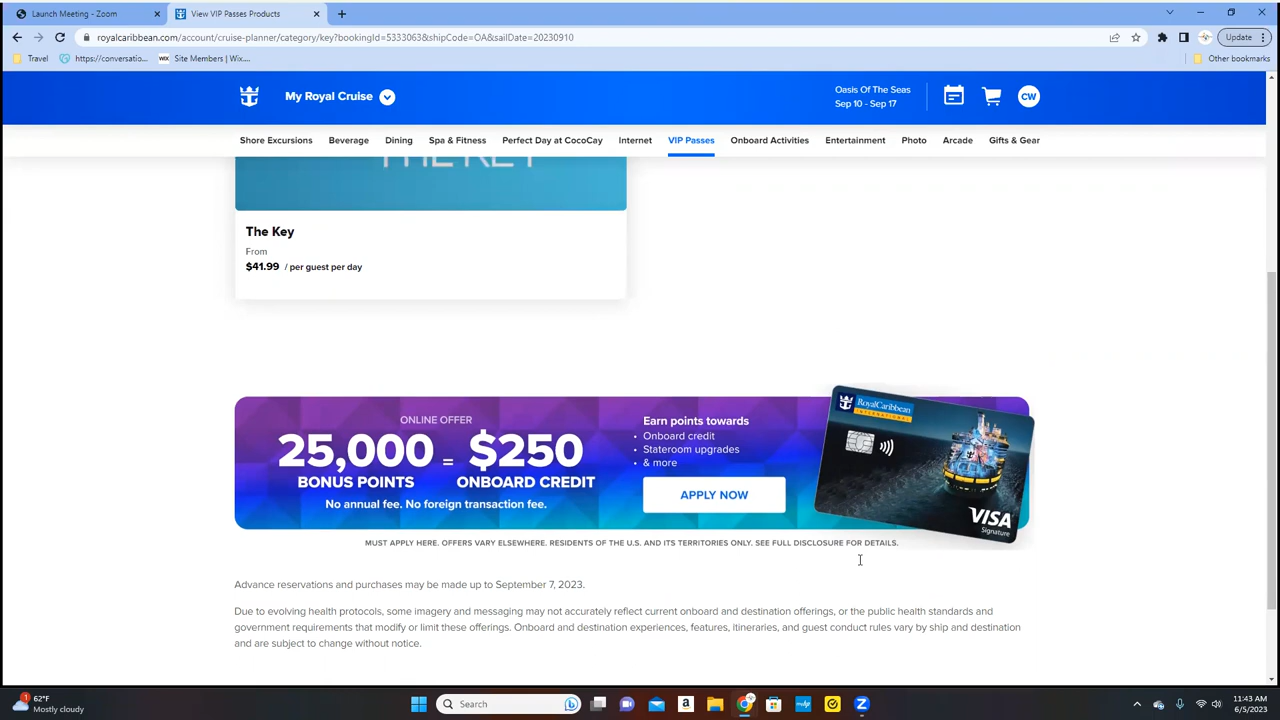 Launch Meeting - Zoom
View VIP Passes Products
royalcaribbean.com/account/cruise-planner/category/key?bookingId=5333063&shipCode=OA&sailDate=20230910
Update
Travel
https://conversatio...
Site Members | Wix....
Other bookmarks
My Royal Cruise
Oasis Of The Seas
Sep 10 - Sep 17
CW
Shore Excursions
Beverage
Dining
Spa & Fitness
Perfect Day at CocoCay
Internet
VIP Passes
Onboard Activities
Entertainment
Photo
Arcade
Gifts & Gear
THE KEY
The Key
From
$41.99 / per guest per day
ONLINE OFFER
25,000 = $250
BONUS POINTS ONBOARD CREDIT
No annual fee. No foreign transaction fee.
Earn points towards
• Onboard credit
• Stateroom upgrades
• & more
APPLY NOW
RoyalCaribbean
INTERNATIONAL
VISA
Signature
MUST APPLY HERE. OFFERS VARY ELSEWHERE. RESIDENTS OF THE U.S. AND ITS TERRITORIES ONLY. SEE FULL DISCLOSURE FOR DETAILS.
Advance reservations and purchases may be made up to September 7, 2023.
Due to evolving health protocols, some imagery and messaging may not accurately reflect current onboard and destination offerings, or the public health standards and
government requirements that modify or limit these offerings. Onboard and destination experiences, features, itineraries, and guest conduct rules vary by ship and destination
and are subject to change without notice.
1
62°F
Mostly cloudy
Search
11:43 AM
6/5/2023